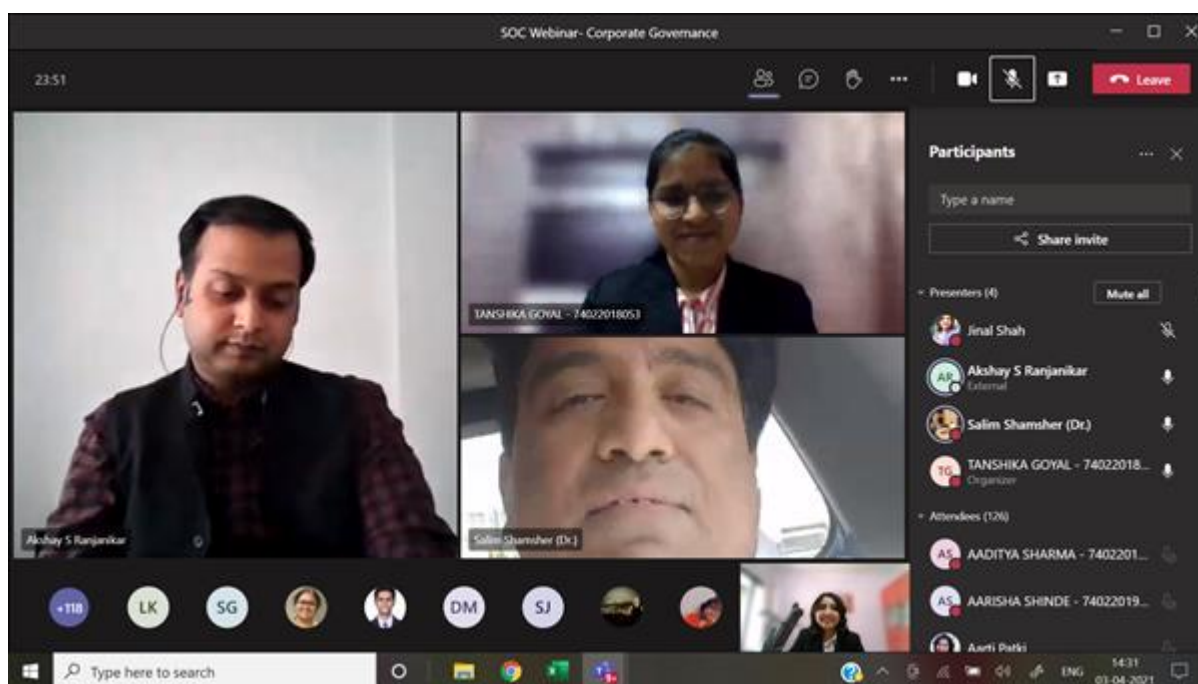 SOC Webinar- Corporate Governance
23:51
Leave
TANSHIKA GOYAL - 74022018053
Akshay S Ranjanikar
Salim Shamsher (Dr.)
+118
LK
SG
DM
SJ
Participants
Type a name
Share invite
Presenters (4)
Mute all
Jinal Shah
AR
Akshay S Ranjanikar
External
Salim Shamsher (Dr.)
TG
TANSHIKA GOYAL - 74022018...
Organizer
Attendees (126)
AS
AADITYA SHARMA - 7402201...
AS
AARISHA SHINDE - 74022019...
Aarti Patki
Type here to search
ENG
14:31
03-04-2021